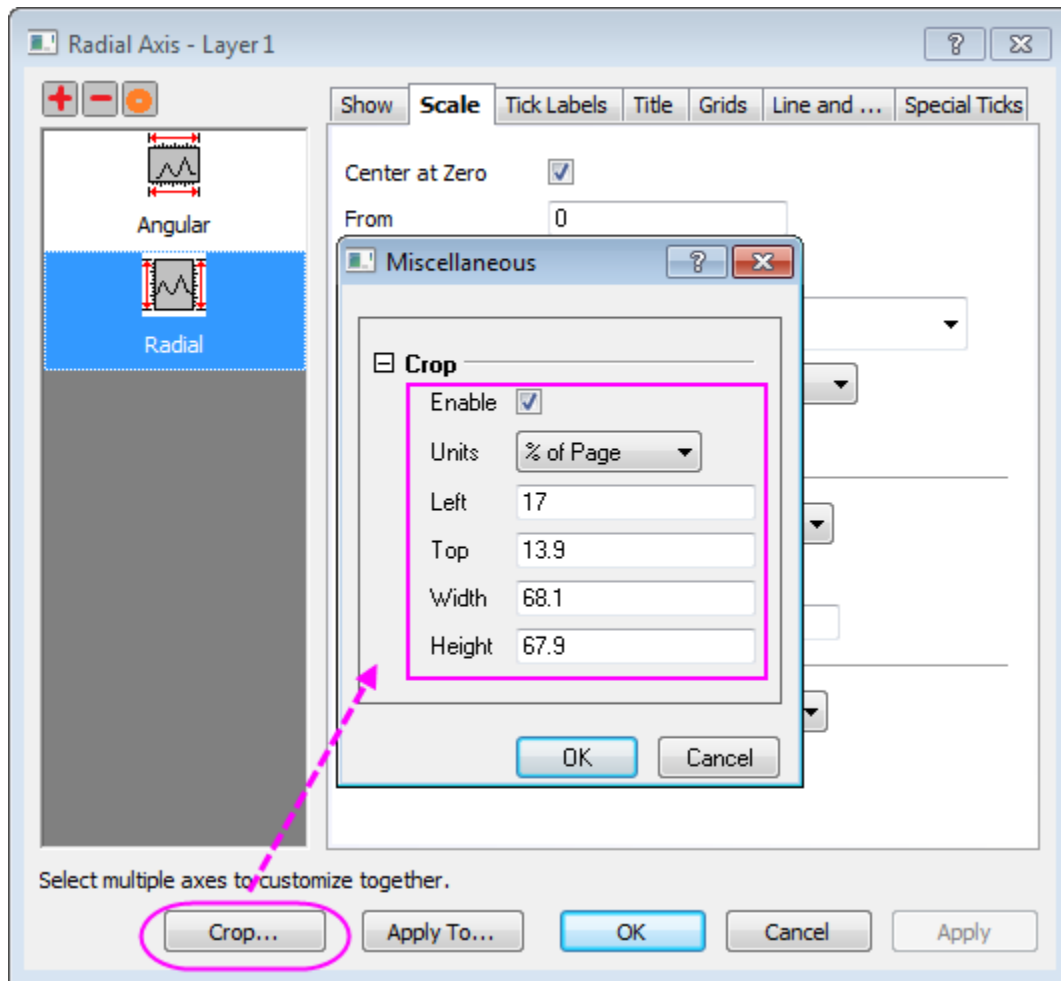 Radial Axis - Layer 1
Show Scale Tick Labels Title Grids Line and ... Special Ticks
Angular
Radial
Center at Zero
From 0
Miscellaneous
Crop
Enable
Units % of Page
Left 17
Top 13.9
Width 68.1
Height 67.9
OK Cancel
Select multiple axes to customize together.
Crop... Apply To... OK Cancel Apply